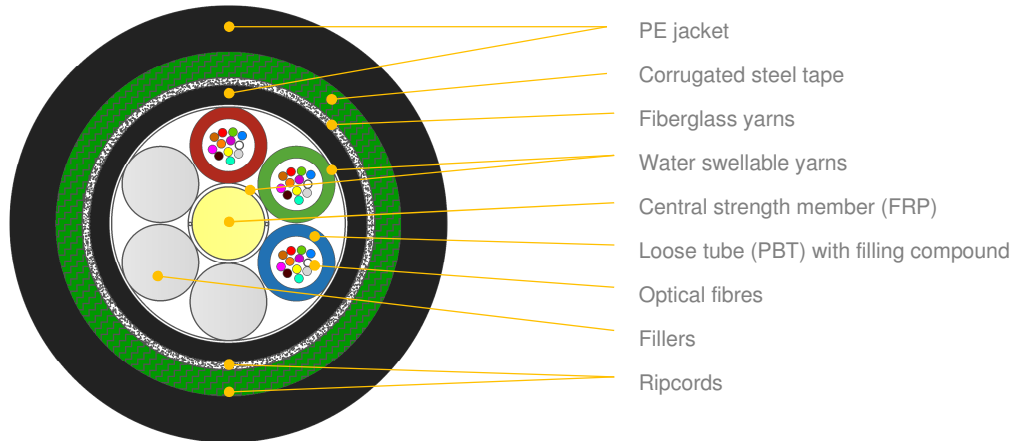 PE jacket
Corrugated steel tape
Fiberglass yarns
Water swellable yarns
Central strength member (FRP)
Loose tube (PBT) with filling compound
Optical fibres
Fillers
Ripcords